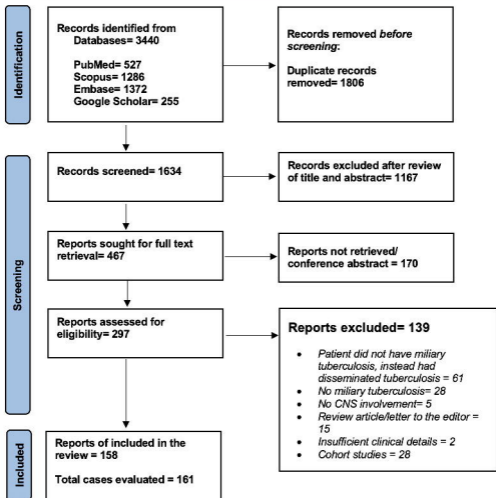 Identification
Records identified from
Databases= 3440
PubMed= 527
Scopus= 1286
Embase= 1372
Google Scholar= 255
Records removed before
screening:
Duplicate records
removed= 1806
Screening
Records screened= 1634
Records excluded after review
of title and abstract= 1167
Reports sought for full text
retrieval= 467
Reports not retrieved/
conference abstract = 170
Reports assessed for
eligibility= 297
Reports excluded= 139
• Patient did not have miliary
tuberculosis, instead had
disseminated tuberculosis = 61
• No miliary tuberculosis= 28
• No CNS involvement= 5
• Review article/letter to the editor =
15
• Insufficient clinical details = 2
• Cohort studies = 28
Included
Reports of included in the
review = 158
Total cases evaluated = 161